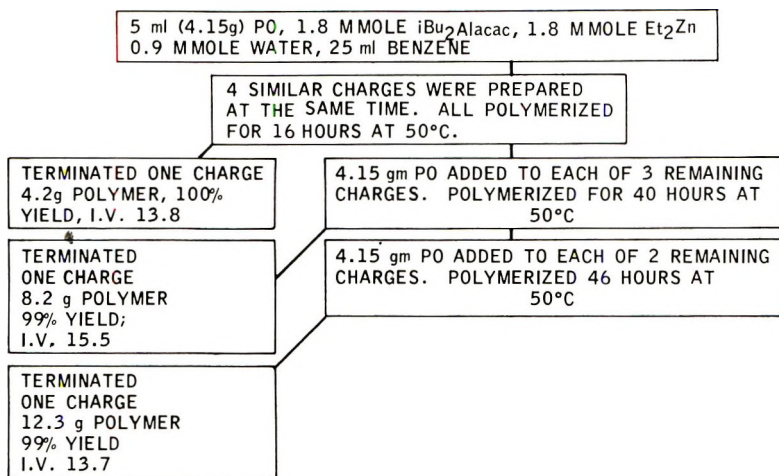 5 ml (4.15g) PO, 1.8 M MOLE iBu₂Alacac, 1.8 M MOLE Et₂Zn
0.9 M MOLE WATER, 25 ml BENZENE
4 SIMILAR CHARGES WERE PREPARED
AT THE SAME TIME. ALL POLYMERIZED
FOR 16 HOURS AT 50°C.
TERMINATED ONE CHARGE
4.2g POLYMER, 100%
YIELD, I.V. 13.8
4.15 gm PO ADDED TO EACH OF 3 REMAINING
CHARGES. POLYMERIZED FOR 40 HOURS AT
50°C
TERMINATED
ONE CHARGE
8.2 g POLYMER
99% YIELD;
I.V. 15.5
4.15 gm PO ADDED TO EACH OF 2 REMAINING
CHARGES. POLYMERIZED 46 HOURS AT
50°C
TERMINATED
ONE CHARGE
12.3 g POLYMER
99% YIELD
I.V. 13.7